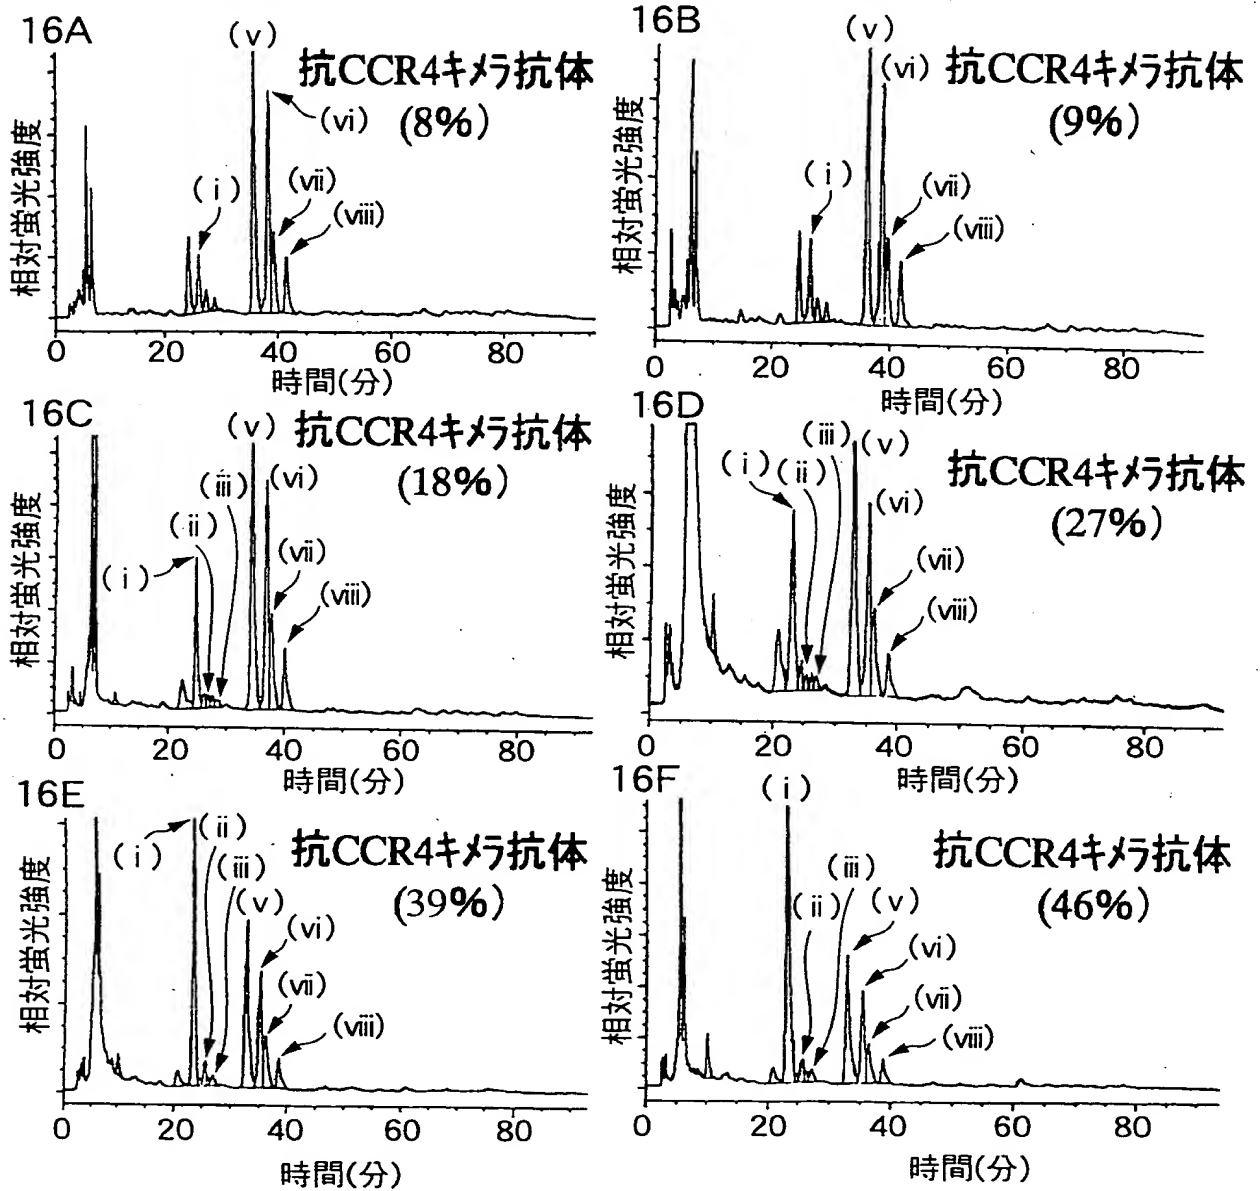 16A
(v)
抗CCR4キメラ抗体
(8%)
(vi)
(i)
(vii)
(viii)
相対蛍光強度
0 20 40 60 80
時間(分)
16B
(v)
(vi)
抗CCR4キメラ抗体
(9%)
(i)
(vii)
(viii)
相対蛍光強度
0 20 40 60 80
時間(分)
16C
(v)
抗CCR4キメラ抗体
(18%)
(iii)
(vi)
(ii)
(vii)
(i)
(viii)
相対蛍光強度
0 20 40 60 80
時間(分)
16D
(iii)
(v)
(i)
(ii)
抗CCR4キメラ抗体
(27%)
(vi)
(vii)
(viii)
相対蛍光強度
0 20 40 60 80
時間(分)
16E
(ii)
(i)
(iii)
抗CCR4キメラ抗体
(39%)
(v)
(vi)
(vii)
(viii)
相対蛍光強度
0 20 40 60 80
時間(分)
16F
(i)
抗CCR4キメラ抗体
(46%)
(iii)
(ii)
(v)
(vi)
(vii)
(viii)
相対蛍光強度
0 20 40 60 80
時間(分)